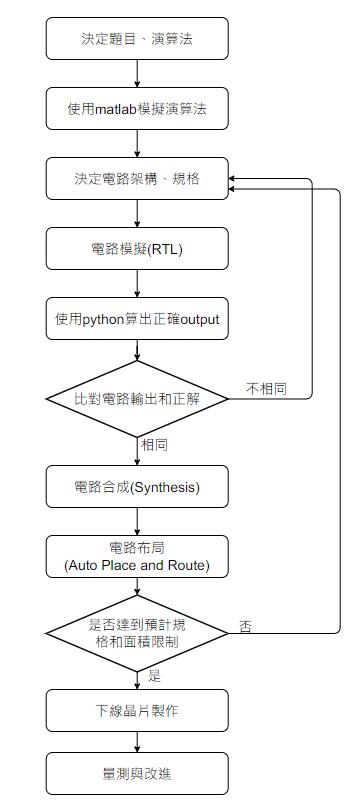 決定題目、演算法
使用matlab模擬演算法
決定電路架構、規格
電路模擬(RTL)
使用python算出正確output
比對電路輸出和正解
不相同
相同
電路合成(Synthesis)
電路布局
(Auto Place and Route)
是否達到預計規
格和面積限制
否
是
下線晶片製作
量測與改進